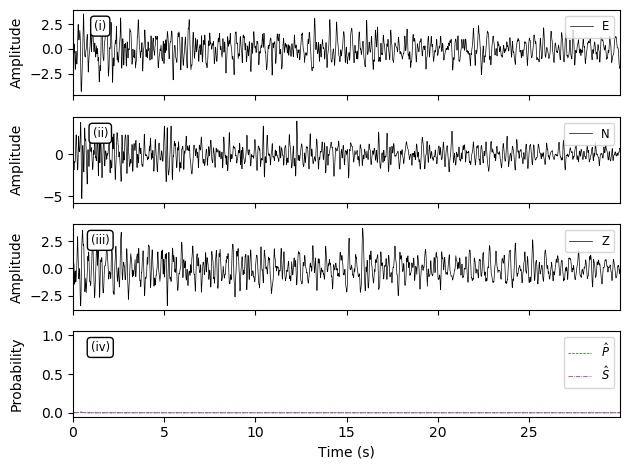 Amplitude
2.5
0.0
−2.5
(i)
E
Amplitude
0
−5
(ii)
N
Amplitude
2.5
0.0
−2.5
(iii)
Z
Probability
1.0
0.5
0.0
(iv)
P̂
Ŝ
0 5 10 15 20 25
Time (s)